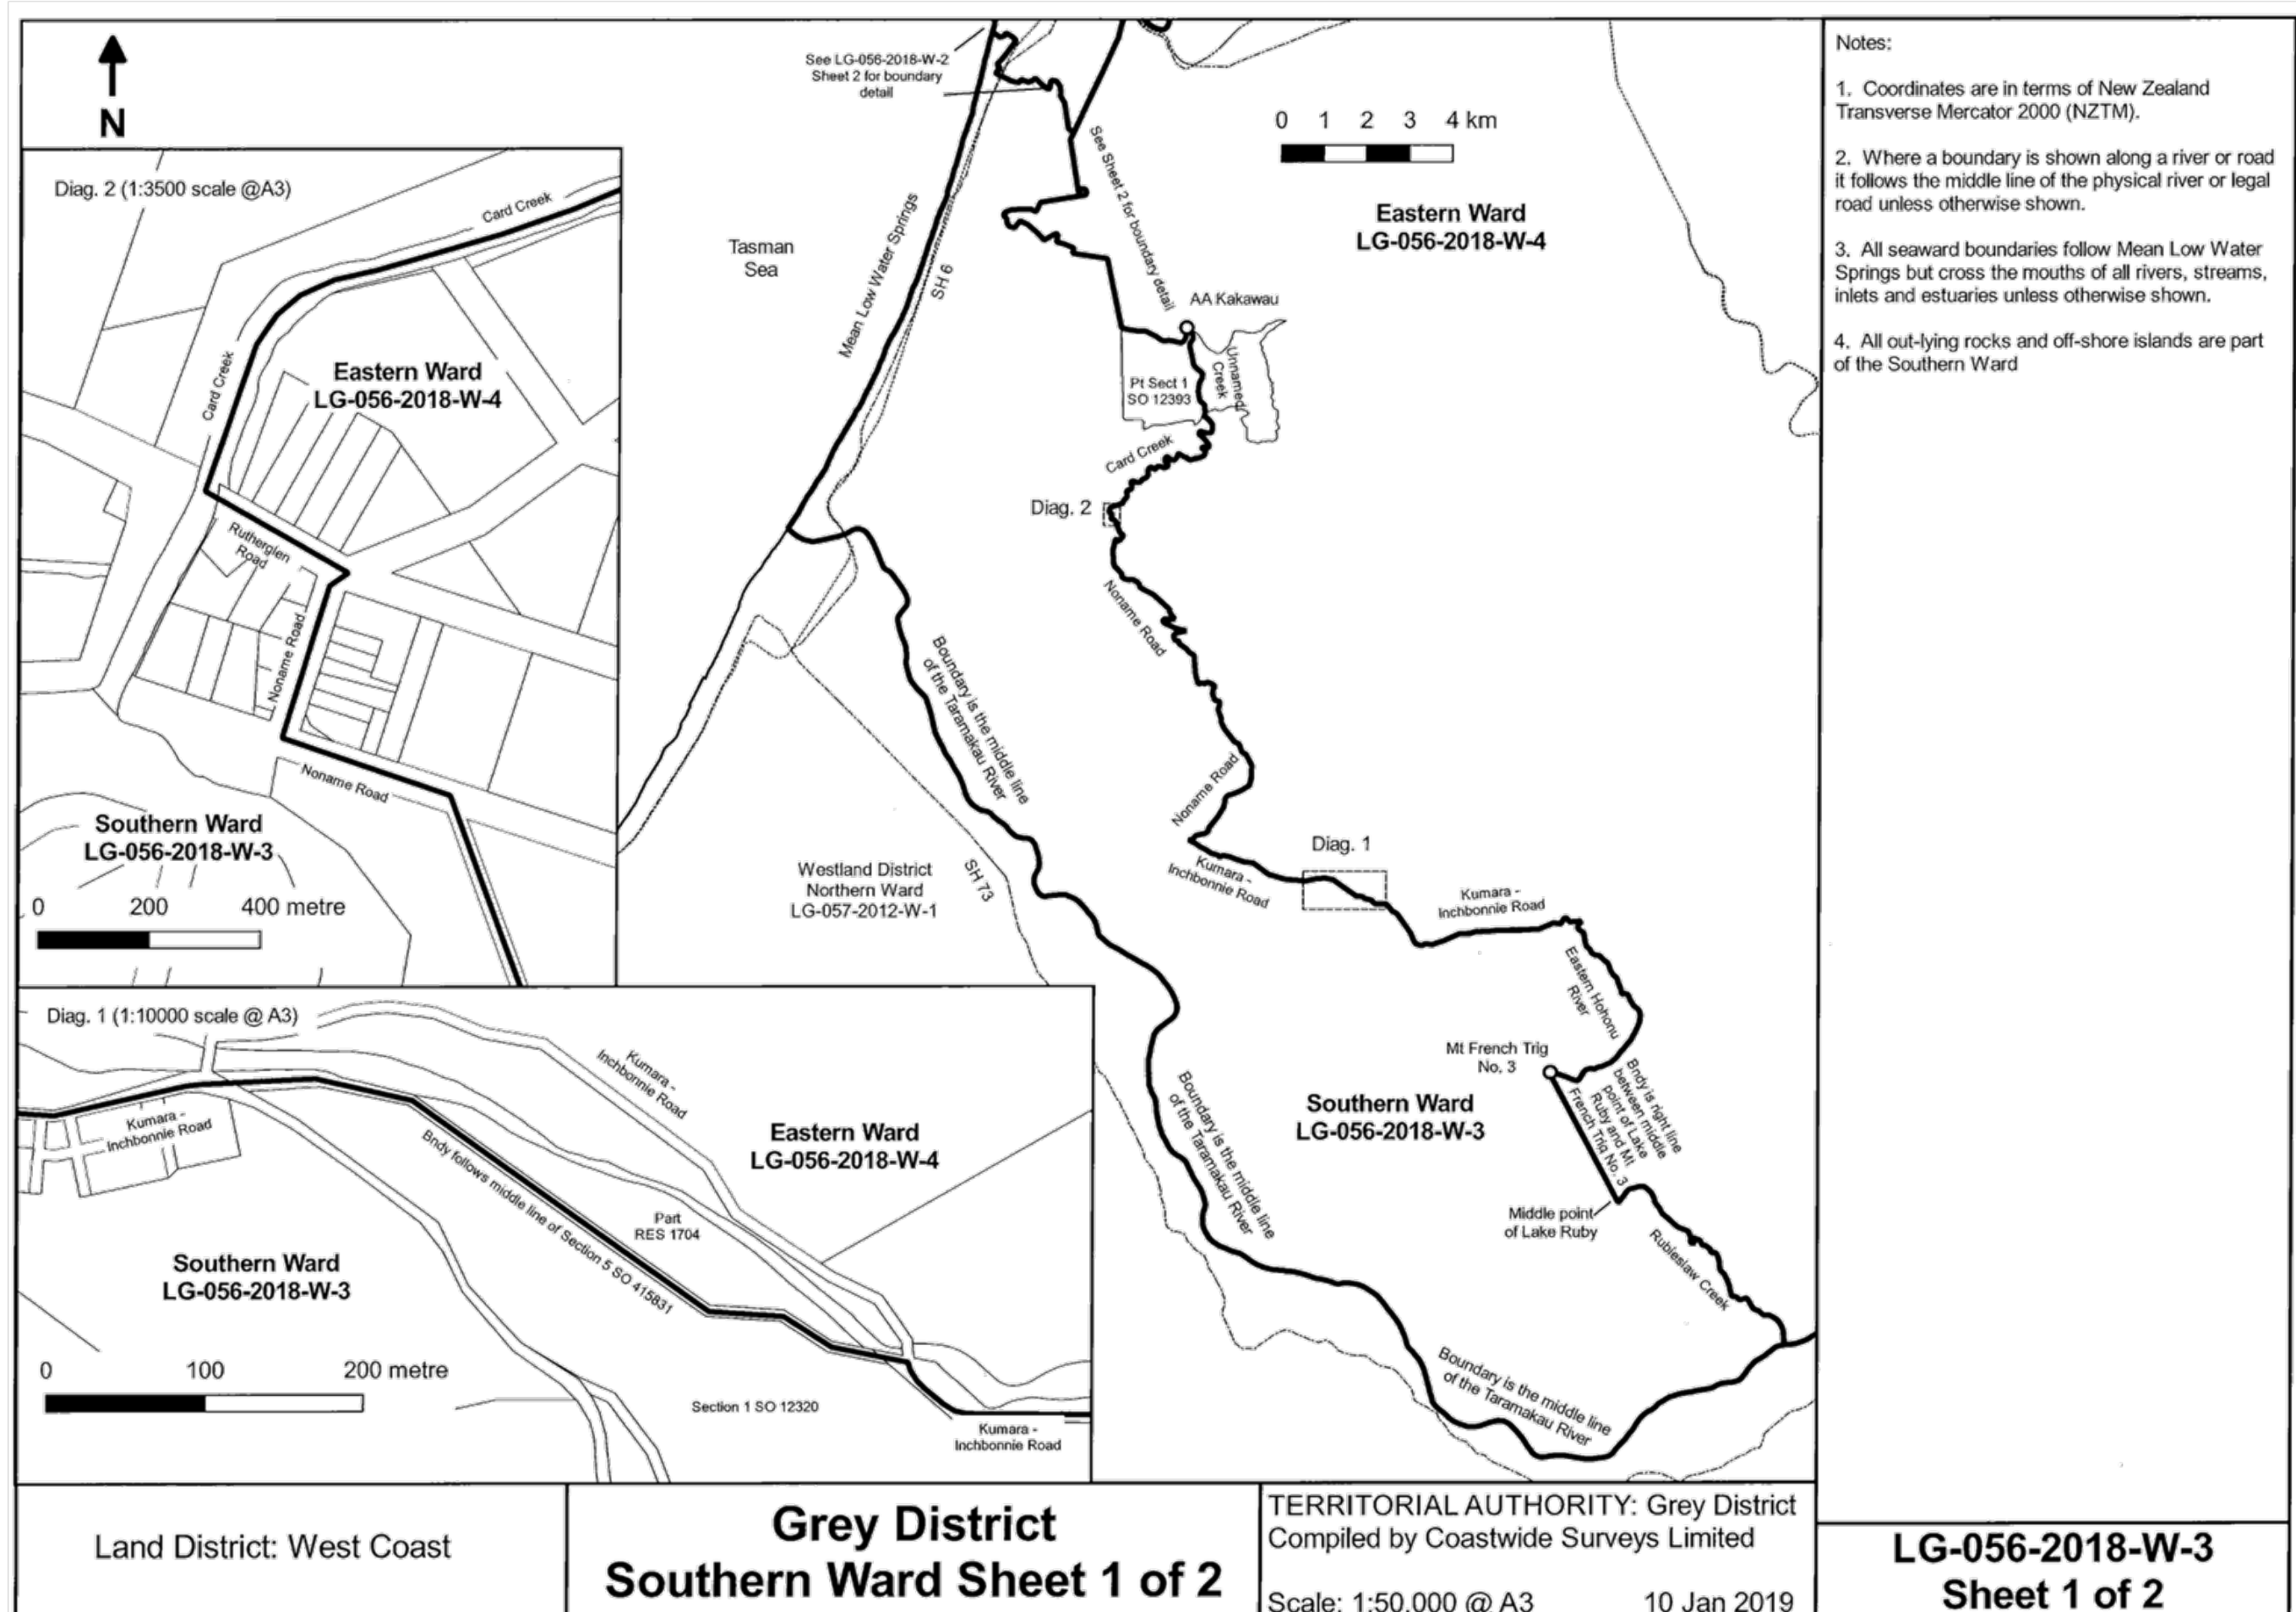 See LG-056-2018-W-2
Sheet 2 for boundary
detail
N
0 1 2 3 4 km
Diag. 2 (1:3500 scale @A3)
Card Creek
Card Creek
Eastern Ward
LG-056-2018-W-4
Rutherglen
Road
Noname Road
Noname Road
Southern Ward
LG-056-2018-W-3
0 200 400 metre
Tasman
Sea
Mean Low Water Springs
SH 6
See Sheet 2 for boundary detail
Eastern Ward
LG-056-2018-W-4
AA Kakawau
Pt Sect 1
SO 12393
Unnamed
Creek
Card Creek
Diag. 2
Noname Road
Boundary is the middle line
of the Taramakau River
Noname Road
Diag. 1
Kumara -
Inchbonnie Road
Kumara -
Inchbonnie Road
Westland District
Northern Ward
LG-057-2012-W-1
SH 73
Eastern Hohonu
River
Mt French Trig
No. 3
Southern Ward
LG-056-2018-W-3
Bndy is right line
between middle
point of Lake
Ruby and Mt
French Trig No. 3
Boundary is the middle line
of the Taramakau River
Middle point
of Lake Ruby
Rubieslaw Creek
Boundary is the middle line
of the Taramakau River
Diag. 1 (1:10000 scale @ A3)
Kumara -
Inchbonnie Road
Kumara -
Inchbonnie Road
Eastern Ward
LG-056-2018-W-4
Bndy follows middle line of Section 5 SO 415831
Part
RES 1704
Southern Ward
LG-056-2018-W-3
0 100 200 metre
Section 1 SO 12320
Kumara -
Inchbonnie Road
Notes:
1. Coordinates are in terms of New Zealand
Transverse Mercator 2000 (NZTM).
2. Where a boundary is shown along a river or road
it follows the middle line of the physical river or legal
road unless otherwise shown.
3. All seaward boundaries follow Mean Low Water
Springs but cross the mouths of all rivers, streams,
inlets and estuaries unless otherwise shown.
4. All out-lying rocks and off-shore islands are part
of the Southern Ward
Land District: West Coast
Grey District
Southern Ward Sheet 1 of 2
TERRITORIAL AUTHORITY: Grey District
Compiled by Coastwide Surveys Limited
Scale: 1:50,000 @ A3 10 Jan 2019
LG-056-2018-W-3
Sheet 1 of 2